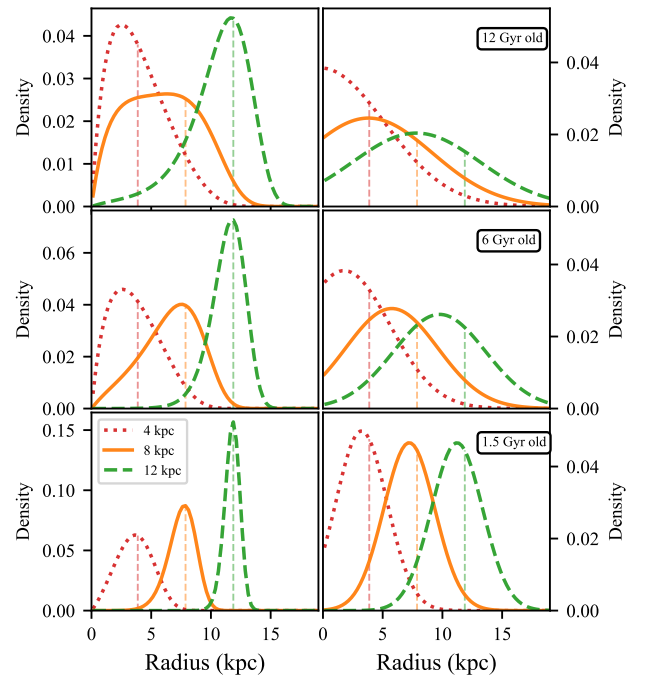 12 Gyr old
0.04
0.03
0.02
0.01
0.00
Density
0.04
0.02
0.00
Density
6 Gyr old
0.06
0.04
0.02
0.00
Density
0.04
0.02
0.00
Density
4 kpc
8 kpc
12 kpc
1.5 Gyr old
0.15
0.10
0.05
0.00
Density
0.04
0.02
0.00
Density
0 5 10 15
0 5 10 15
Radius (kpc)
Radius (kpc)